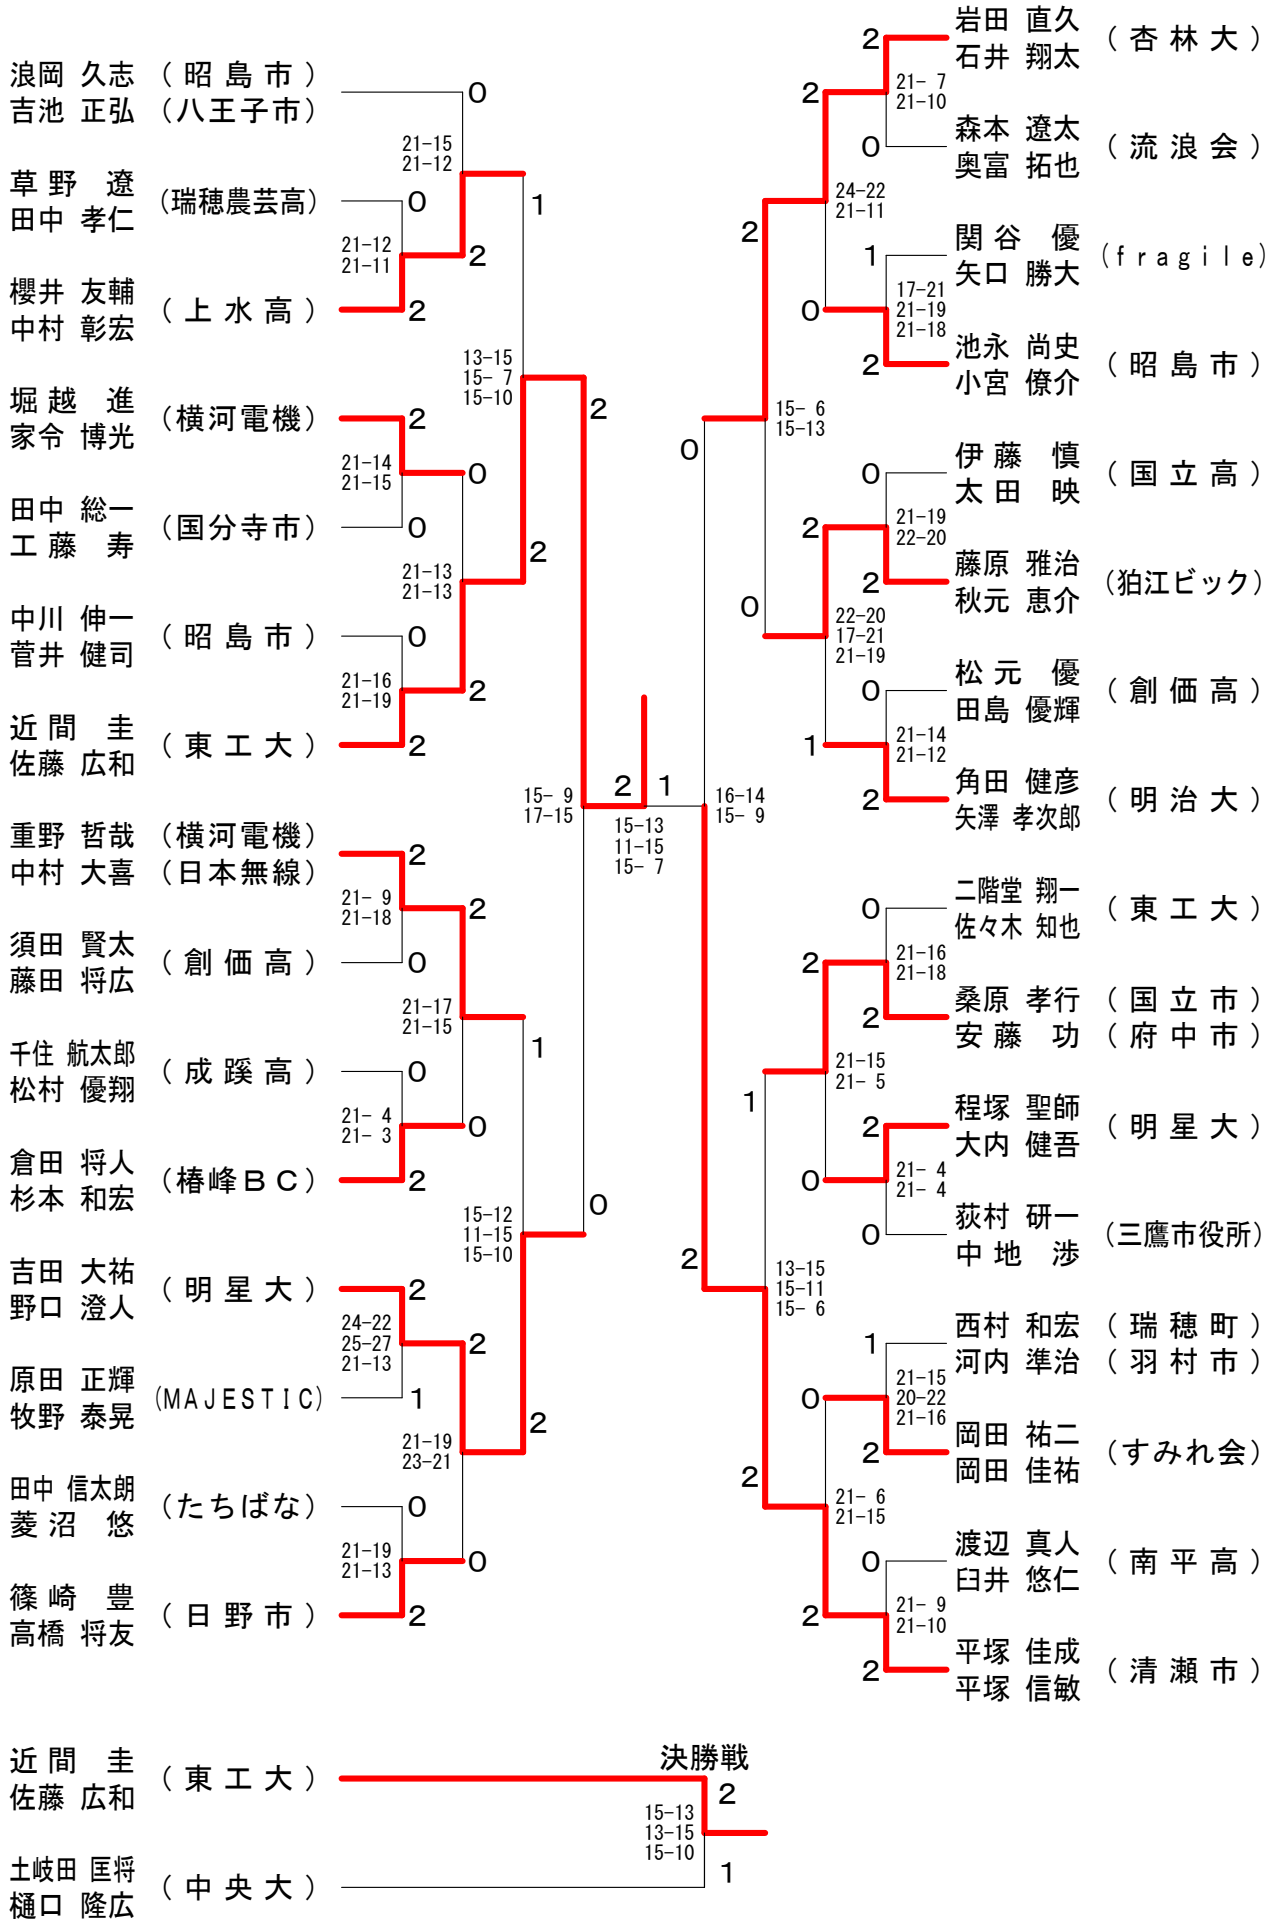 浪岡 久志 ( 昭 島 市 )
吉池 正弘 (八王子市)
0
21-15
21-12
草 野 遼
田中 孝仁
(瑞穂農芸高)
0
1
21-12
21-11
2
櫻井 友輔
中村 彰宏
( 上 水 高 )
2
13-15
15- 7
15-10
堀 越 進
家令 博光
(横河電機)
2
2
21-14
21-15
0
田中 総一
工 藤 寿
(国分寺市)
0
2
21-13
21-13
中川 伸一
菅井 健司
( 昭 島 市 )
0
21-16
21-19
2
近 間 圭
佐藤 広和
( 東 工 大 )
2
15- 9
17-15
2
1
15-13
11-15
15- 7
重野 哲哉 (横河電機)
中村 大喜 (日本無線)
2
21- 9
21-18
2
須田 賢太
藤田 将広
( 創 価 高 )
0
21-17
21-15
1
千住 航太郎
松村 優翔
( 成 蹊 高 )
0
21- 4
21- 3
0
倉田 将人
杉本 和宏
(椿峰BC)
2
0
15-12
11-15
15-10
吉田 大祐
野口 澄人
( 明 星 大 )
2
24-22
25-27
21-13
2
原田 正輝
牧野 泰晃
(MAJESTIC)
1
2
21-19
23-21
田中 信太朗
菱 沼 悠
(たちばな)
0
21-19
21-13
0
篠 崎 豊
高橋 将友
( 日 野 市 )
2
岩田 直久
石井 翔太
( 杏 林 大 )
2
21- 7
21-10
2
森本 遼太
奥富 拓也
( 流 浪 会 )
0
24-22
21-11
2
関 谷 優
矢口 勝大
(fragile)
1
17-21
21-19
21-18
0
池永 尚史
小宮 僚介
( 昭 島 市 )
2
15- 6
15-13
0
伊 藤 慎
太 田 映
( 国 立 高 )
0
21-19
22-20
2
藤原 雅治
秋元 恵介
(狛江ビック)
2
0
22-20
17-21
21-19
松 元 優
田島 優輝
( 創 価 高 )
0
21-14
21-12
1
角田 健彦
矢澤 孝次郎
( 明 治 大 )
2
16-14
15- 9
二階堂 翔一
佐々木 知也
( 東 工 大 )
0
21-16
21-18
2
桑原 孝行 ( 国 立 市 )
安 藤 功 ( 府 中 市 )
2
21-15
21- 5
1
程塚 聖師
大内 健吾
( 明 星 大 )
2
21- 4
21- 4
0
荻村 研一
中 地 渉
(三鷹市役所)
0
2
13-15
15-11
15- 6
西村 和宏 ( 瑞 穂 町 )
河内 準治 ( 羽 村 市 )
1
21-15
20-22
21-16
0
岡田 祐二
岡田 佳祐
(すみれ会)
2
2
21- 6
21-15
渡辺 真人
臼井 悠仁
( 南 平 高 )
0
21- 9
21-10
2
平塚 佳成
平塚 信敏
( 清 瀬 市 )
2
決勝戦
近 間 圭
佐藤 広和
( 東 工 大 )
2
15-13
13-15
15-10
1
土岐田 匡将
樋口 隆広
( 中 央 大 )